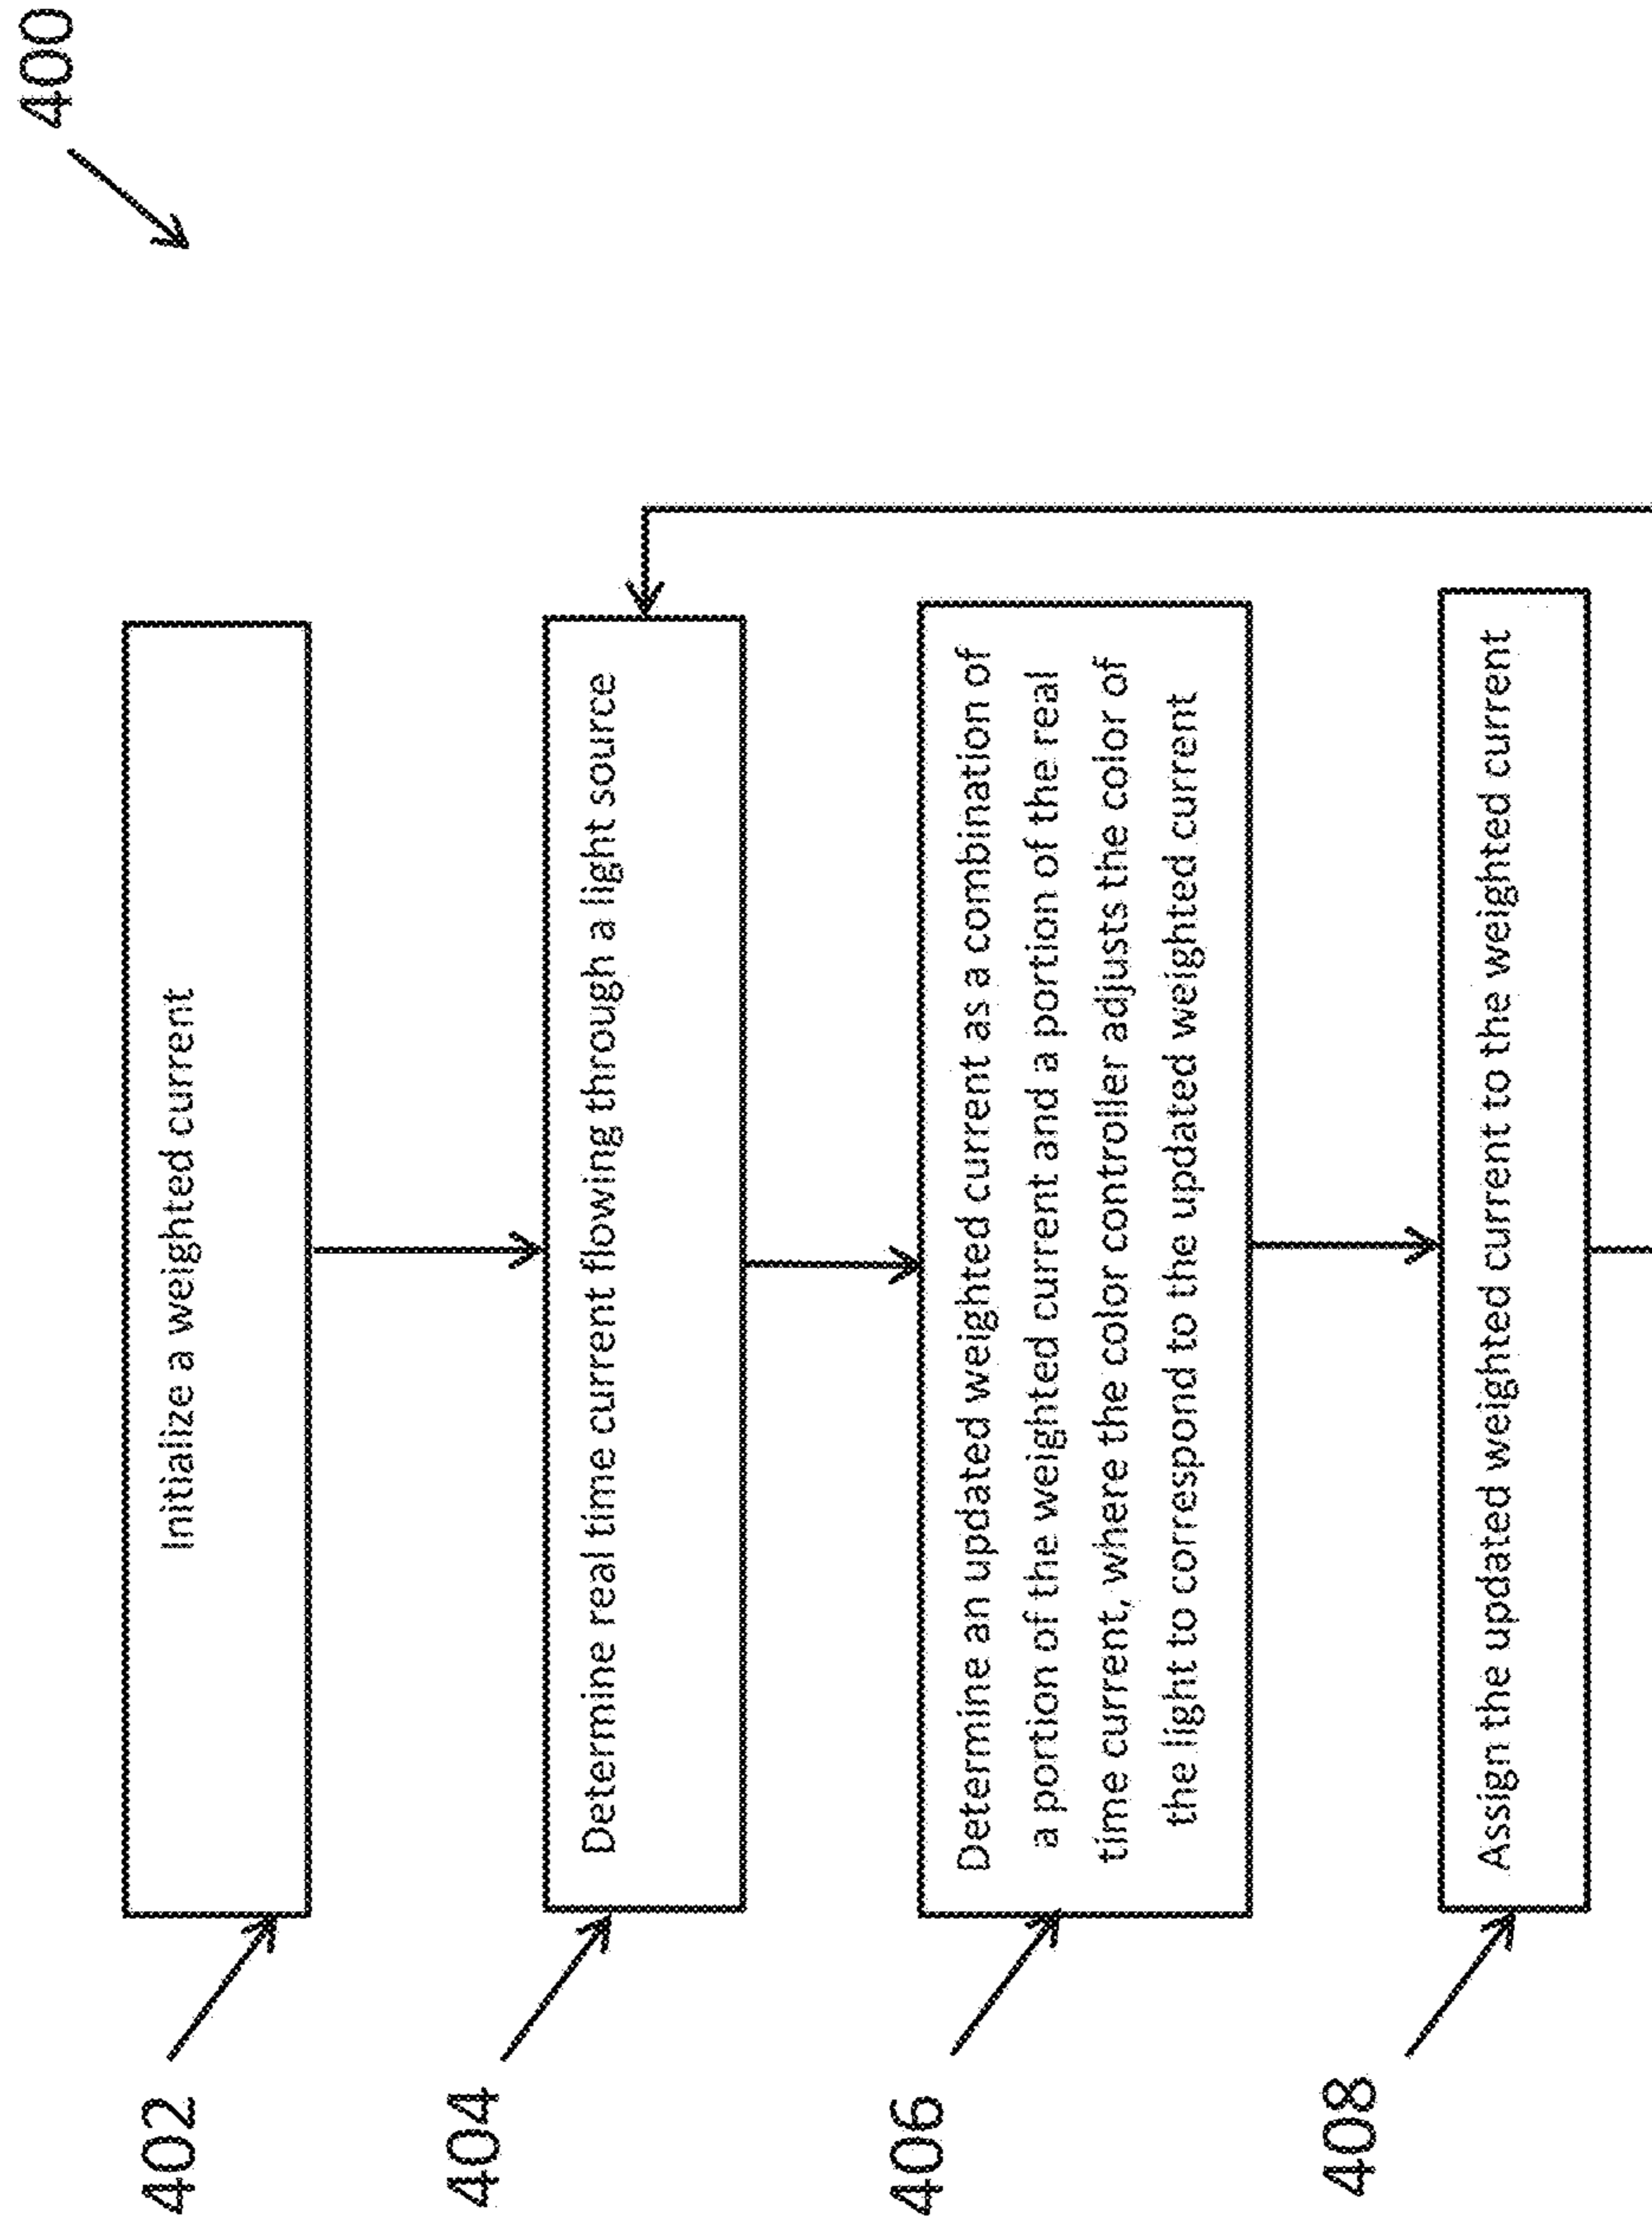 400
402
Initialize a weighted current
404
Determine real time current flowing through a light source
406
Determine an updated weighted current as a combination of
a portion of the weighted current and a portion of the real
time current, where the color controller adjusts the color of
the light to correspond to the updated weighted current
408
Assign the updated weighted current to the weighted current